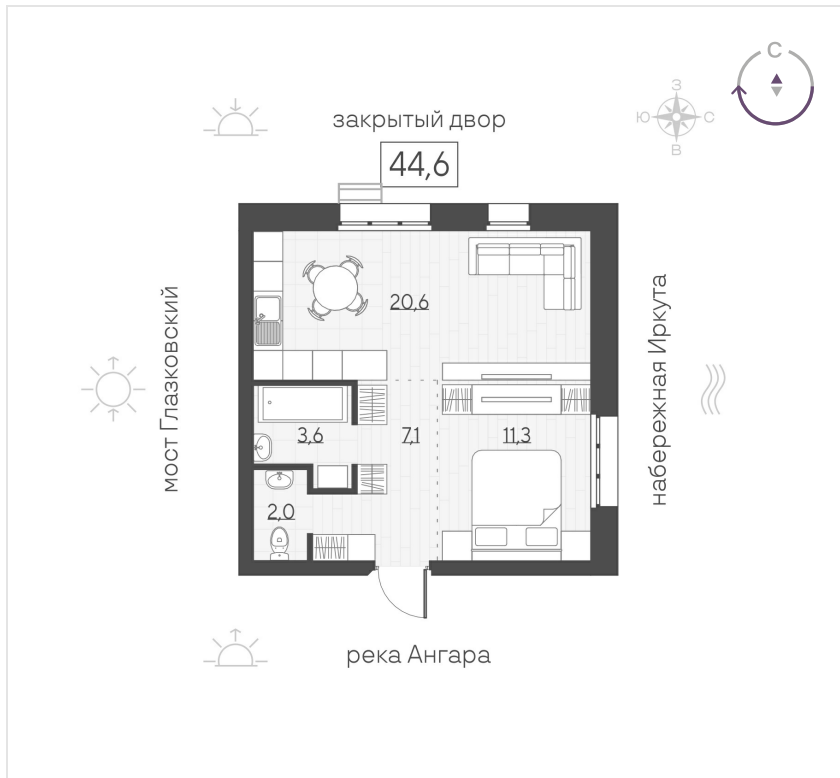 С
З
Ю
С
В
закрытый двор
44,6
20,6
мост Глазковский
набережная Иркута
3,6
7,1
11,3
2,0
река Ангара